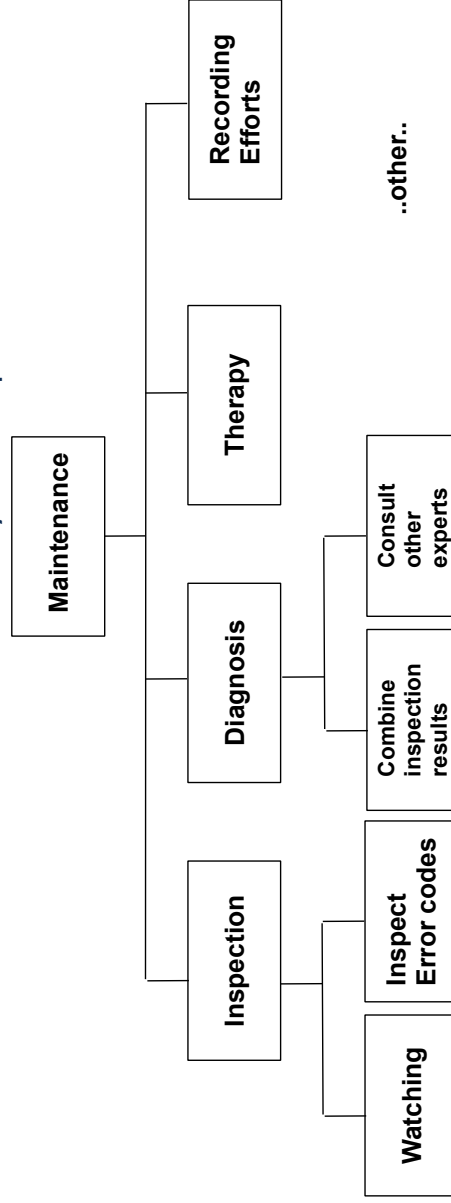 Maintenance
Inspection
Diagnosis
Therapy
Recording
Efforts
Watching
Inspect
Error codes
Combine
inspection
results
Consult
other
experts
..other..